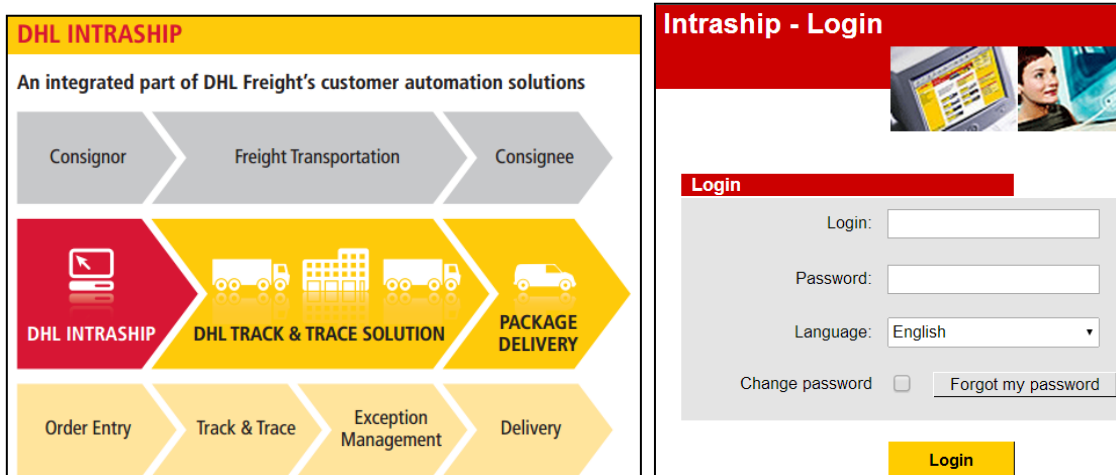 DHL INTRASHIP
An integrated part of DHL Freight's customer automation solutions
Consignor
Freight Transportation
Consignee
DHL INTRASHIP
DHL TRACK & TRACE SOLUTION
PACKAGE
DELIVERY
Order Entry
Track & Trace
Exception
Management
Delivery
Intraship - Login
Login
Login:
Password:
Language:
English
Change password
Forgot my password
Login